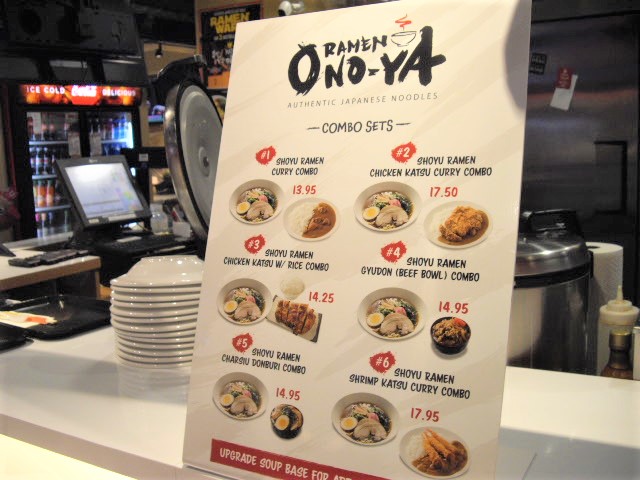 RAMEN
ONO-YA
AUTHENTIC JAPANESE NOODLES
COMBO SETS
#1 SHOYU RAMEN
CURRY COMBO
13.95
#2 SHOYU RAMEN
CHICKEN KATSU CURRY COMBO
17.50
#3 SHOYU RAMEN
CHICKEN KATSU W/ RICE COMBO
14.25
#4 SHOYU RAMEN
GYUDON (BEEF BOWL) COMBO
14.95
#5 SHOYU RAMEN
CHARSIU DONBURI COMBO
14.95
#6 SHOYU RAMEN
SHRIMP KATSU CURRY COMBO
17.95
UPGRADE SOUP BASE FOR
ICE COLD Coca-Cola DELICIOUS
RAMEN